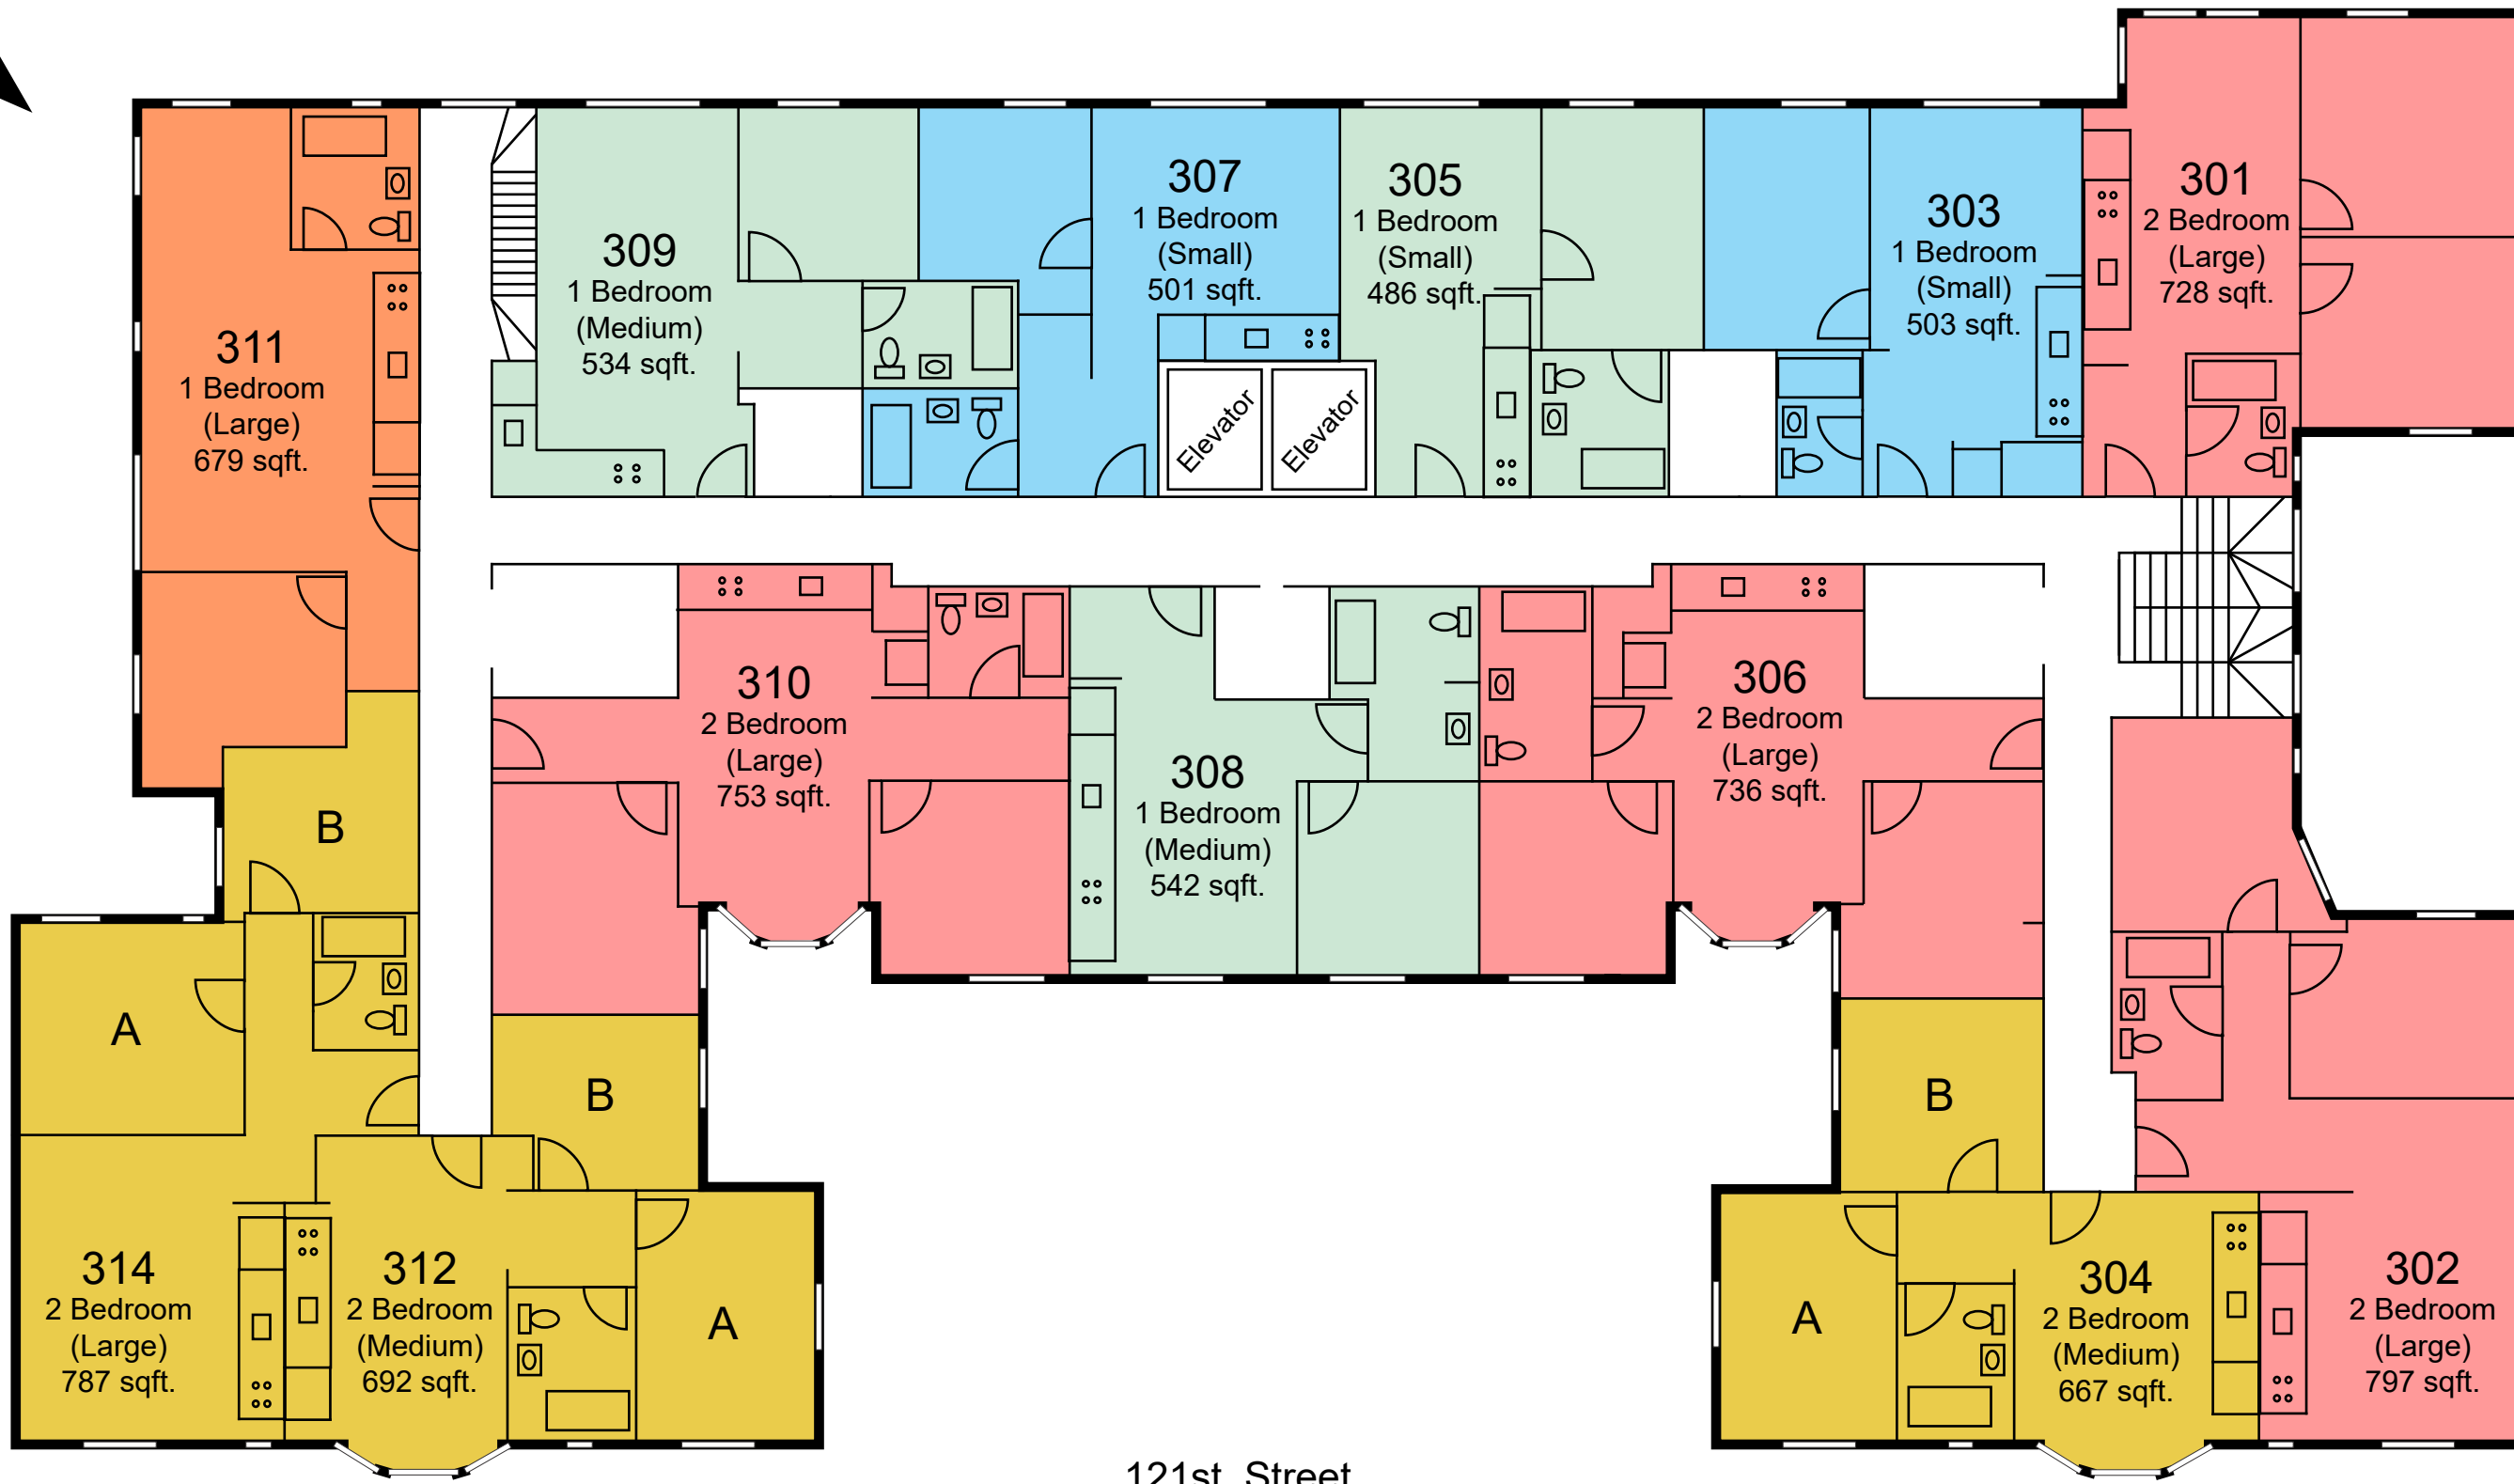 311
1 Bedroom
(Large)
679 sqft.
309
1 Bedroom
(Medium)
534 sqft.
307
1 Bedroom
(Small)
501 sqft.
305
1 Bedroom
(Small)
486 sqft.
303
1 Bedroom
(Small)
503 sqft.
301
2 Bedroom
(Large)
728 sqft.
Elevator
Elevator
310
2 Bedroom
(Large)
753 sqft.
308
1 Bedroom
(Medium)
542 sqft.
306
2 Bedroom
(Large)
736 sqft.
B
A
B
B
A
A
314
2 Bedroom
(Large)
787 sqft.
312
2 Bedroom
(Medium)
692 sqft.
304
2 Bedroom
(Medium)
667 sqft.
302
2 Bedroom
(Large)
797 sqft.
121st Street